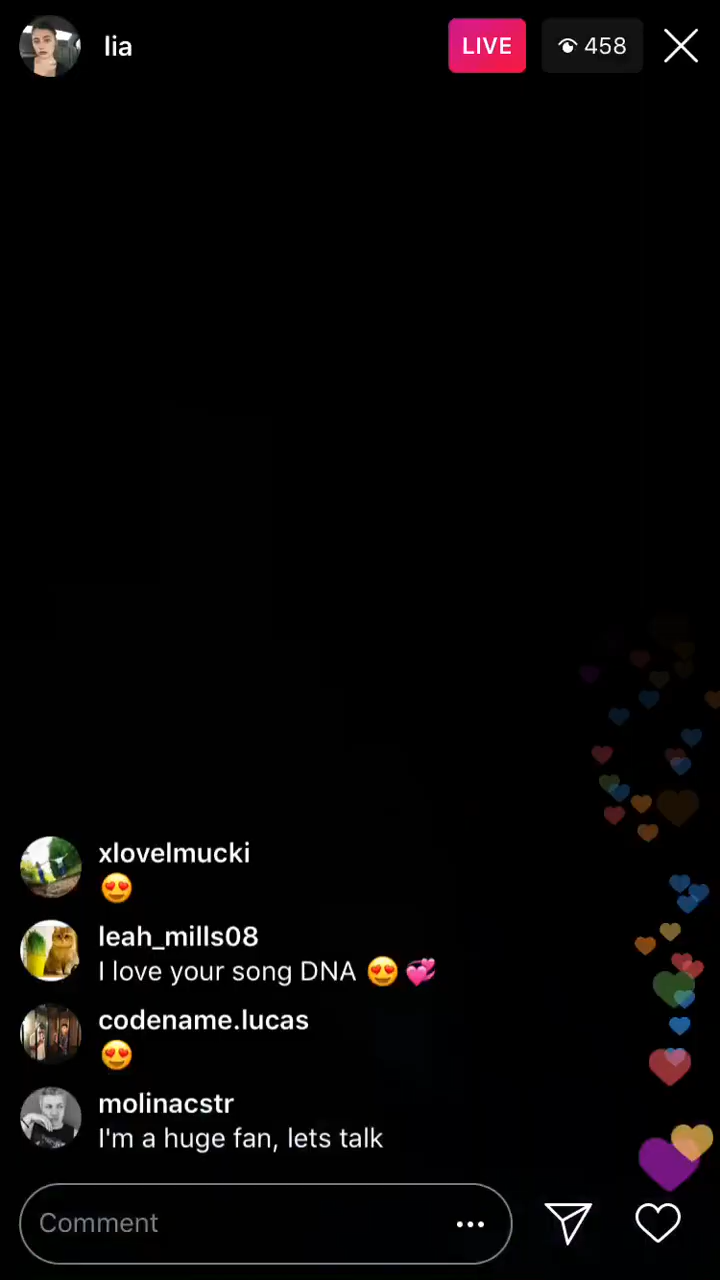 lia
LIVE
458
xlovelmucki
😍
leah_mills08
I love your song DNA 😍 💞
codename.lucas
😍
molinacstr
I'm a huge fan, lets talk
Comment